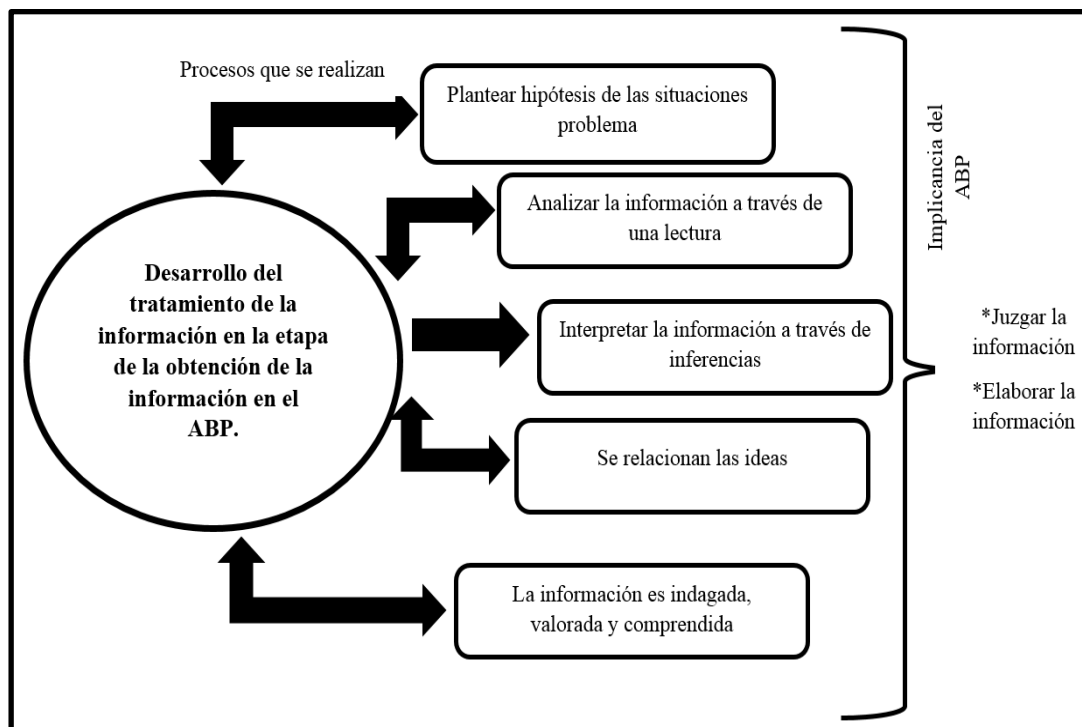 Procesos que se realizan
Plantear hipótesis de las situaciones
problema
Analizar la información a través de
una lectura
Desarrollo del
tratamiento de la
información en la etapa
de la obtención de la
información en el
ABP.
Interpretar la información a través de
inferencias
Se relacionan las ideas
La información es indagada,
valorada y comprendida
Implicancia del
ABP
*Juzgar la
información
*Elaborar la
información